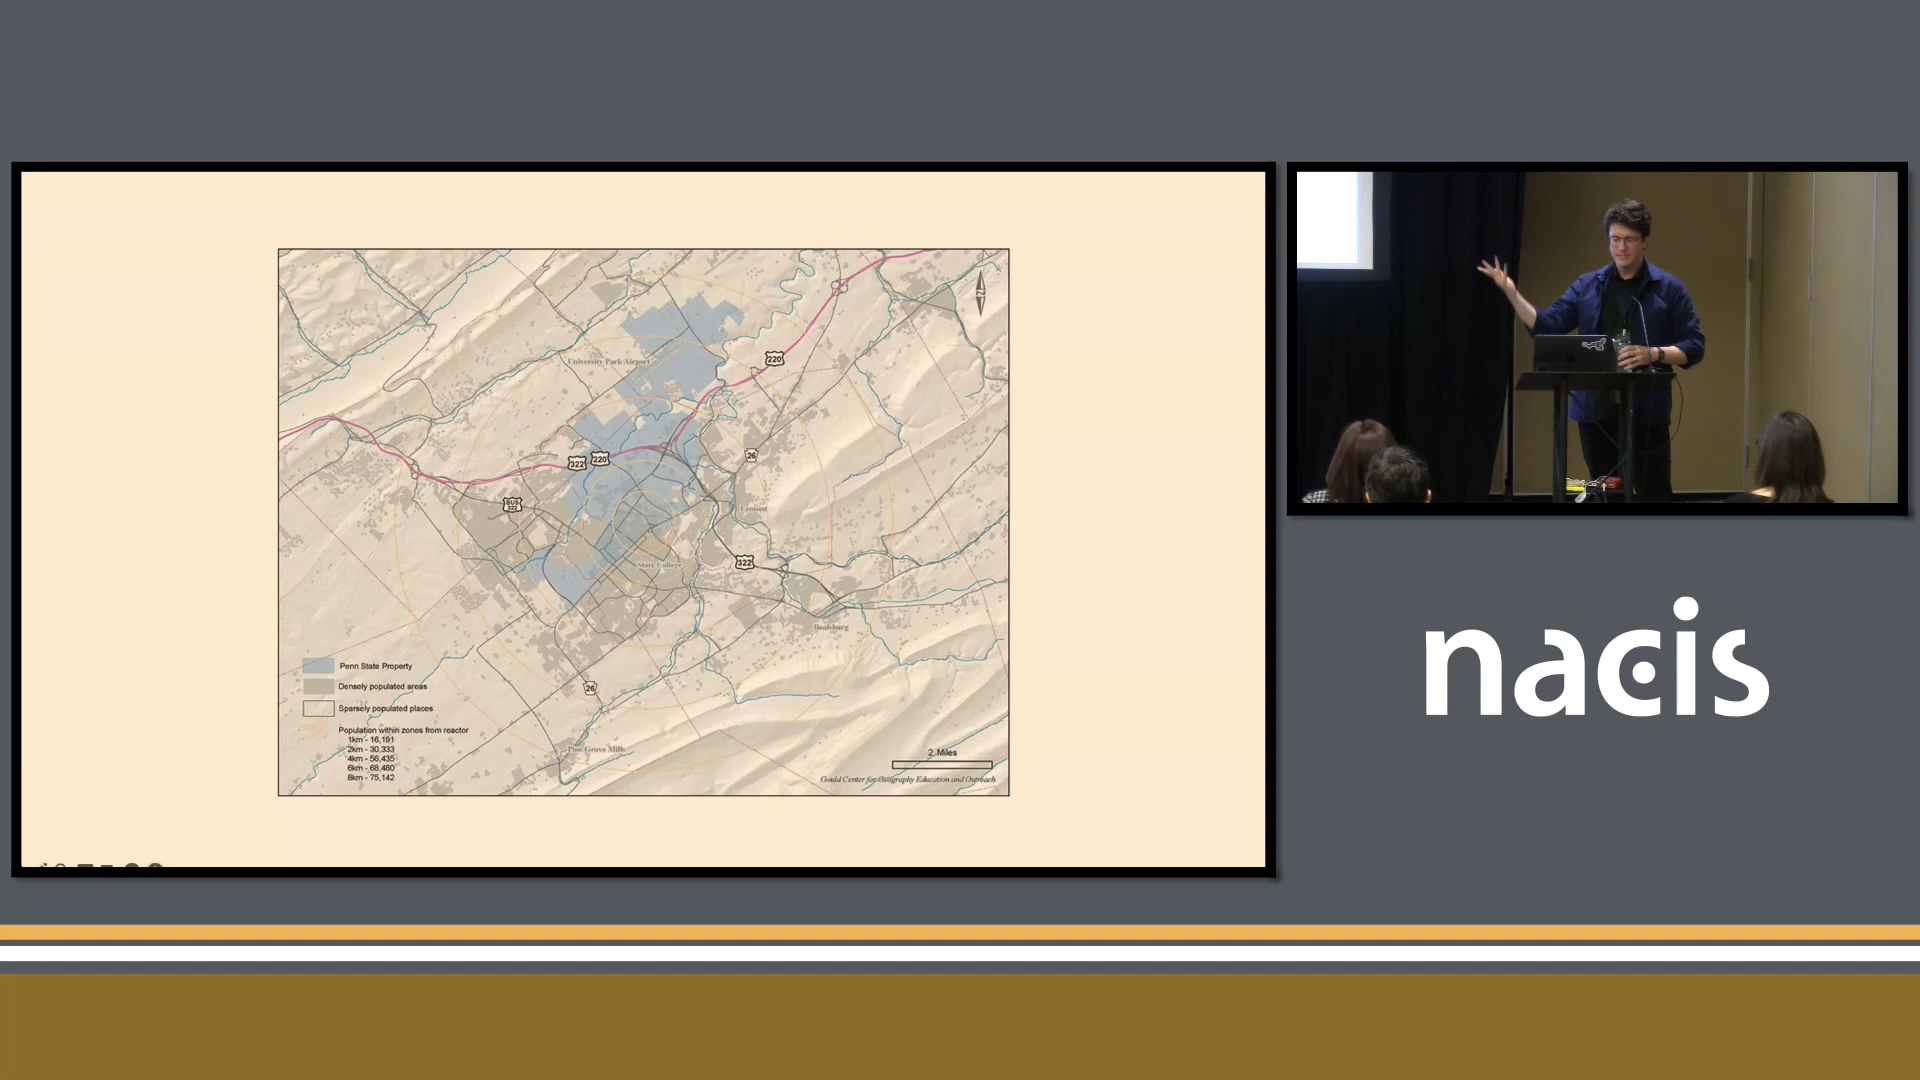 University Park Airport
220
322
220
26
BUS
322
Lemont
322
State College
Boalsburg
26
Pine Grove Mills
Penn State Property
Densely populated areas
Sparsely populated places
Population within zones from reactor
1km - 16,191
2km - 30,333
4km - 56,435
6km - 68,480
8km - 75,142
2 Miles
Gould Center for Geography Education and Outreach
nacis